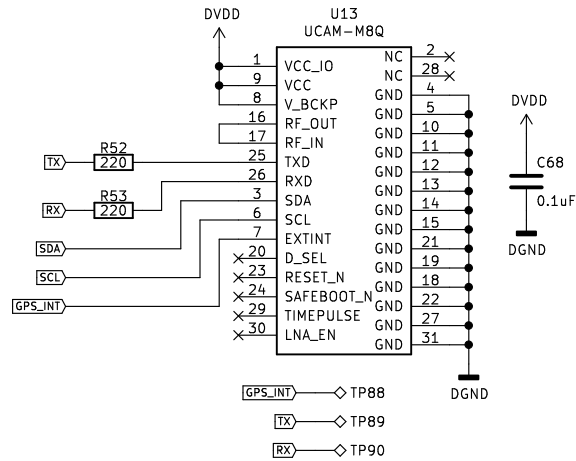 DVDD
U13
UCAM-M8Q
1 VCC_IO
9 VCC
8 V_BCKP
16 RF_OUT
17 RF_IN
25 TXD
26 RXD
3 SDA
6 SCL
7 EXTINT
20 D_SEL
23 RESET_N
24 SAFEBOOT_N
29 TIMEPULSE
30 LNA_EN
NC 2
NC 28
GND 4
GND 5
GND 10
GND 11
GND 12
GND 13
GND 14
GND 15
GND 21
GND 19
GND 18
GND 22
GND 27
GND 31
TX
R52
220
RX
R53
220
SDA
SCL
GPS_INT
DVDD
C68
0.1uF
DGND
DGND
GPS_INT TP88
TX TP89
RX TP90